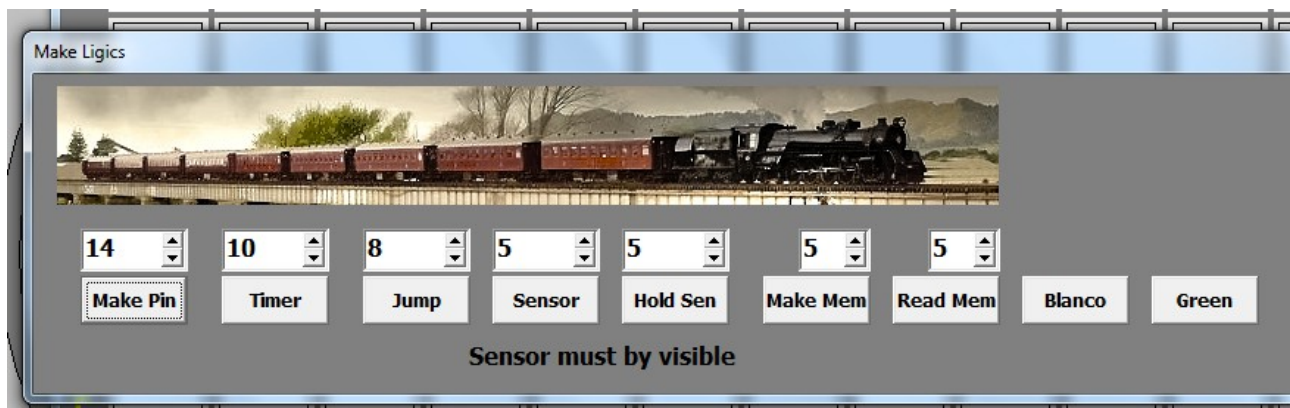 Make Ligics
14 10 8 5 5 5 5
Make Pin Timer Jump Sensor Hold Sen Make Mem Read Mem Blanco Green
Sensor must by visible